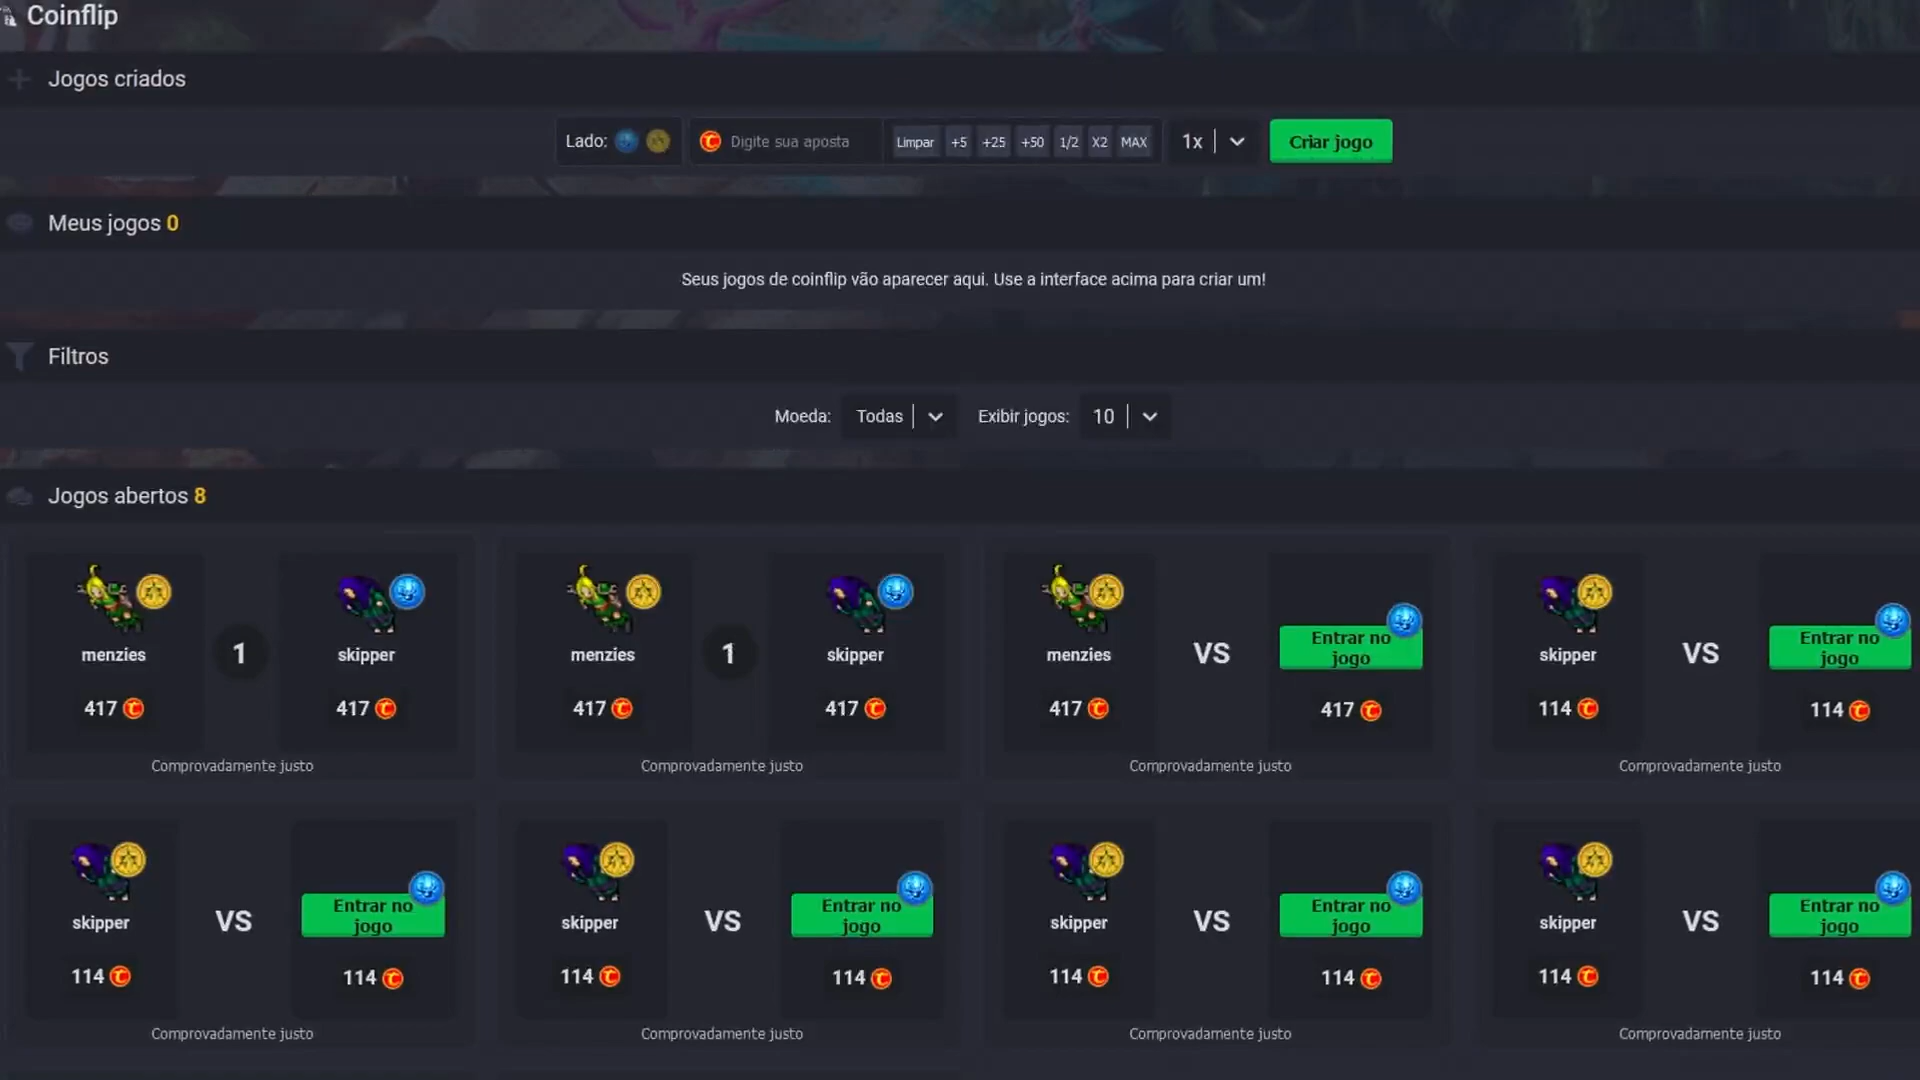 Coinflip
Jogos criados
Lado: Digite sua aposta Limpar +5 +25 +50 1/2 X2 MAX 1x Criar jogo
Meus jogos 0
Seus jogos de coinflip vão aparecer aqui. Use a interface acima para criar um!
Filtros
Moeda: Todas Exibir jogos: 10
Jogos abertos 8
menzies 1 skipper
417 417
Comprovadamente justo
menzies 1 skipper
417 417
Comprovadamente justo
menzies VS Entrar no
jogo
417 417
Comprovadamente justo
skipper VS Entrar no
jogo
114 114
Comprovadamente justo
skipper VS Entrar no
jogo
114 114
Comprovadamente justo
skipper VS Entrar no
jogo
114 114
Comprovadamente justo
skipper VS Entrar no
jogo
114 114
Comprovadamente justo
skipper VS Entrar no
jogo
114 114
Comprovadamente justo